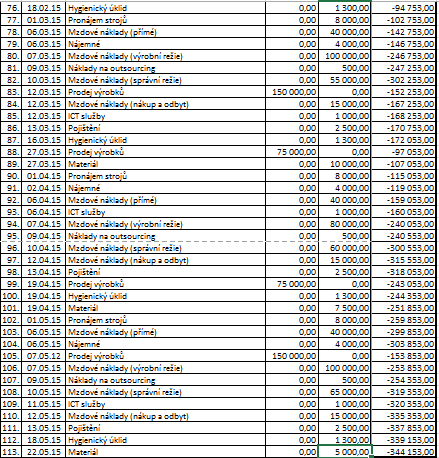 76. 18.02.15 Hygienický úklid 0,00 1 300,00 -94 753,00
77. 01.03.15 Pronájem strojů 0,00 8 000,00 -102 753,00
78. 06.03.15 Mzdové náklady (přímé) 0,00 40 000,00 -142 753,00
79. 06.03.15 Nájemné 0,00 4 000,00 -146 753,00
80. 07.03.15 Mzdové náklady (výrobní režie) 0,00 100 000,00 -246 753,00
81. 09.03.15 Náklady na outsourcing 0,00 500,00 -247 253,00
82. 10.03.15 Mzdové náklady (správní režie) 0,00 55 000,00 -302 253,00
83. 12.03.15 Prodej výrobků 150 000,00 0,00 -152 253,00
84. 12.03.15 Mzdové náklady (nákup a odbyt) 0,00 15 000,00 -167 253,00
85. 12.03.15 ICT služby 0,00 1 000,00 -168 253,00
86. 13.03.15 Pojištění 0,00 2 500,00 -170 753,00
87. 16.03.15 Hygienický úklid 0,00 1 300,00 -172 053,00
88. 27.03.15 Prodej výrobků 75 000,00 0,00 -97 053,00
89. 27.03.15 Materiál 0,00 10 000,00 -107 053,00
90. 01.04.15 Pronájem strojů 0,00 8 000,00 -115 053,00
91. 02.04.15 Nájemné 0,00 4 000,00 -119 053,00
92. 06.04.15 Mzdové náklady (přímé) 0,00 40 000,00 -159 053,00
93. 06.04.15 ICT služby 0,00 1 000,00 -160 053,00
94. 07.04.15 Mzdové náklady (výrobní režie) 0,00 80 000,00 -240 053,00
95. 09.04.15 Náklady na outsourcing 0,00 500,00 -240 553,00
96. 10.04.15 Mzdové náklady (správní režie) 0,00 60 000,00 -300 553,00
97. 12.04.15 Mzdové náklady (nákup a odbyt) 0,00 15 000,00 -315 553,00
98. 13.04.15 Pojištění 0,00 2 500,00 -318 053,00
99. 19.04.15 Prodej výrobků 75 000,00 0,00 -243 053,00
100. 19.04.15 Hygienický úklid 0,00 1 300,00 -244 353,00
101. 19.04.15 Materiál 0,00 7 500,00 -251 853,00
102. 01.05.15 Pronájem strojů 0,00 8 000,00 -259 853,00
103. 06.05.15 Mzdové náklady (přímé) 0,00 40 000,00 -299 853,00
104. 06.05.15 Nájemné 0,00 4 000,00 -303 853,00
105. 07.05.12 Prodej výrobků 150 000,00 0,00 -153 853,00
106. 07.05.15 Mzdové náklady (výrobní režie) 0,00 100 000,00 -253 853,00
107. 09.05.15 Náklady na outsourcing 0,00 500,00 -254 353,00
108. 10.05.15 Mzdové náklady (správní režie) 0,00 65 000,00 -319 353,00
109. 11.05.15 ICT služby 0,00 1 000,00 -320 353,00
110. 12.05.15 Mzdové náklady (nákup a odbyt) 0,00 15 000,00 -335 353,00
111. 13.05.15 Pojištění 0,00 2 500,00 -337 853,00
112. 18.05.15 Hygienický úklid 0,00 1 300,00 -339 153,00
113. 22.05.15 Materiál 0,00 5 000,00 -344 153,00